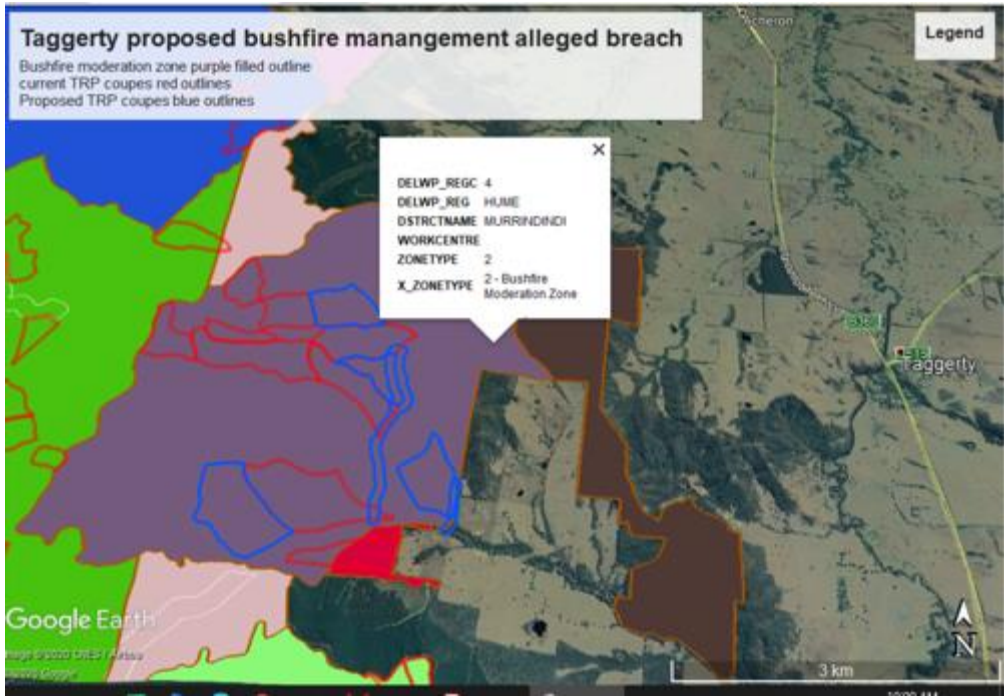 Acheron
Taggerty proposed bushfire manangement alleged breach
Legend
Bushfire moderation zone purple filled outline
current TRP coupes red outlines
Proposed TRP coupes blue outlines
DELWP_REGC 4
DELWP_REG HUME
DSTRCTNAME MURRINDINDI
WORKCENTRE
ZONETYPE 2
X_ZONETYPE 2 - Bushfire
Moderation Zone
Taggerty
Google Earth
N
3 km